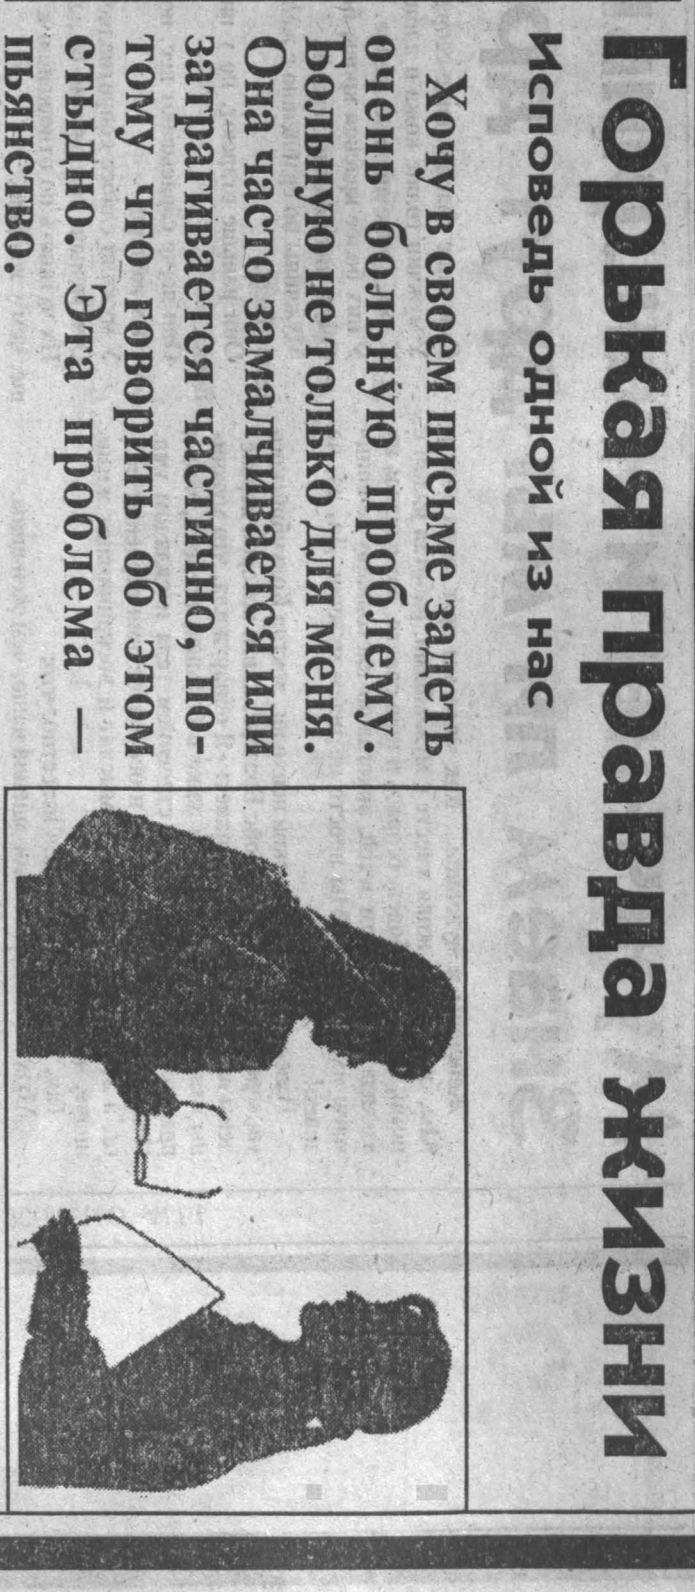 Горькая правда жизни
Исповедь одной из нас
Хочу в своем письме задеть
очень больную проблему.
Больную не только для меня.
Она часто замалчивается или
затрагивается частично, по-
тому что говорить об этом
стыдно. Эта проблема —
пьянство.